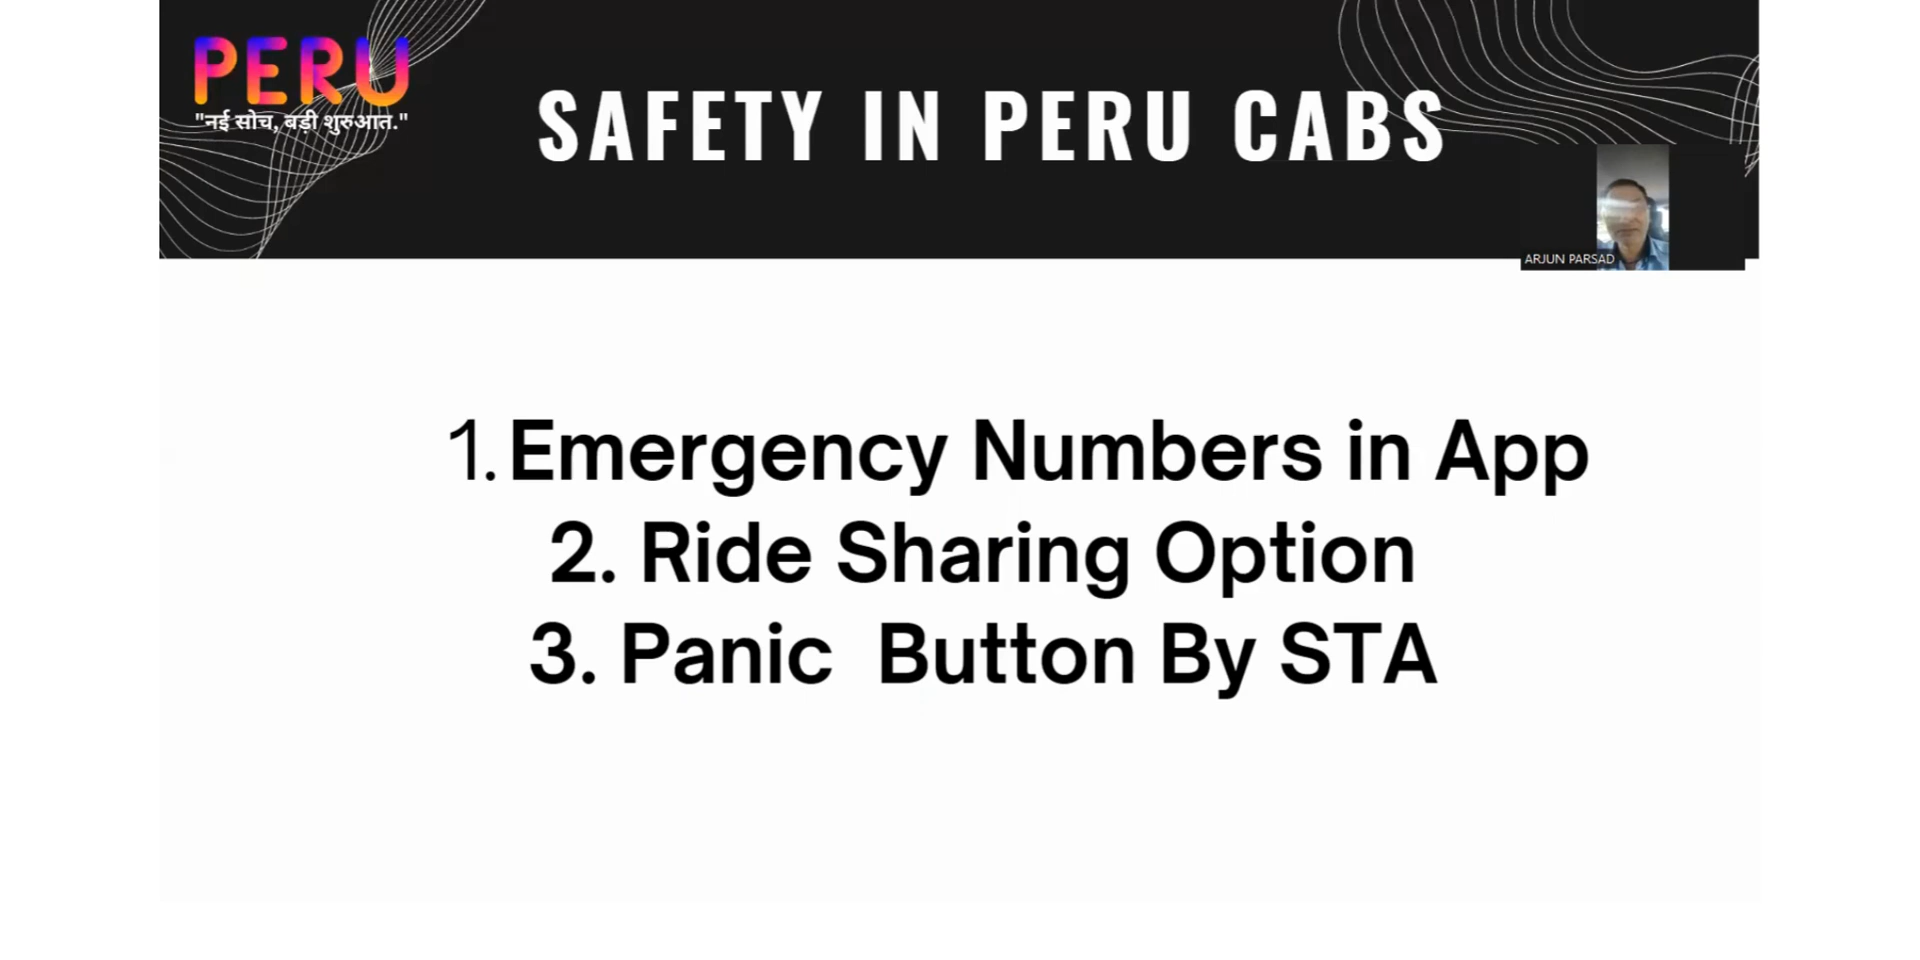 PERU
"नई सोच, बड़ी शुरुआत."
SAFETY IN PERU CABS
ARJUN PARSAD
1. Emergency Numbers in App
2. Ride Sharing Option
3. Panic Button By STA